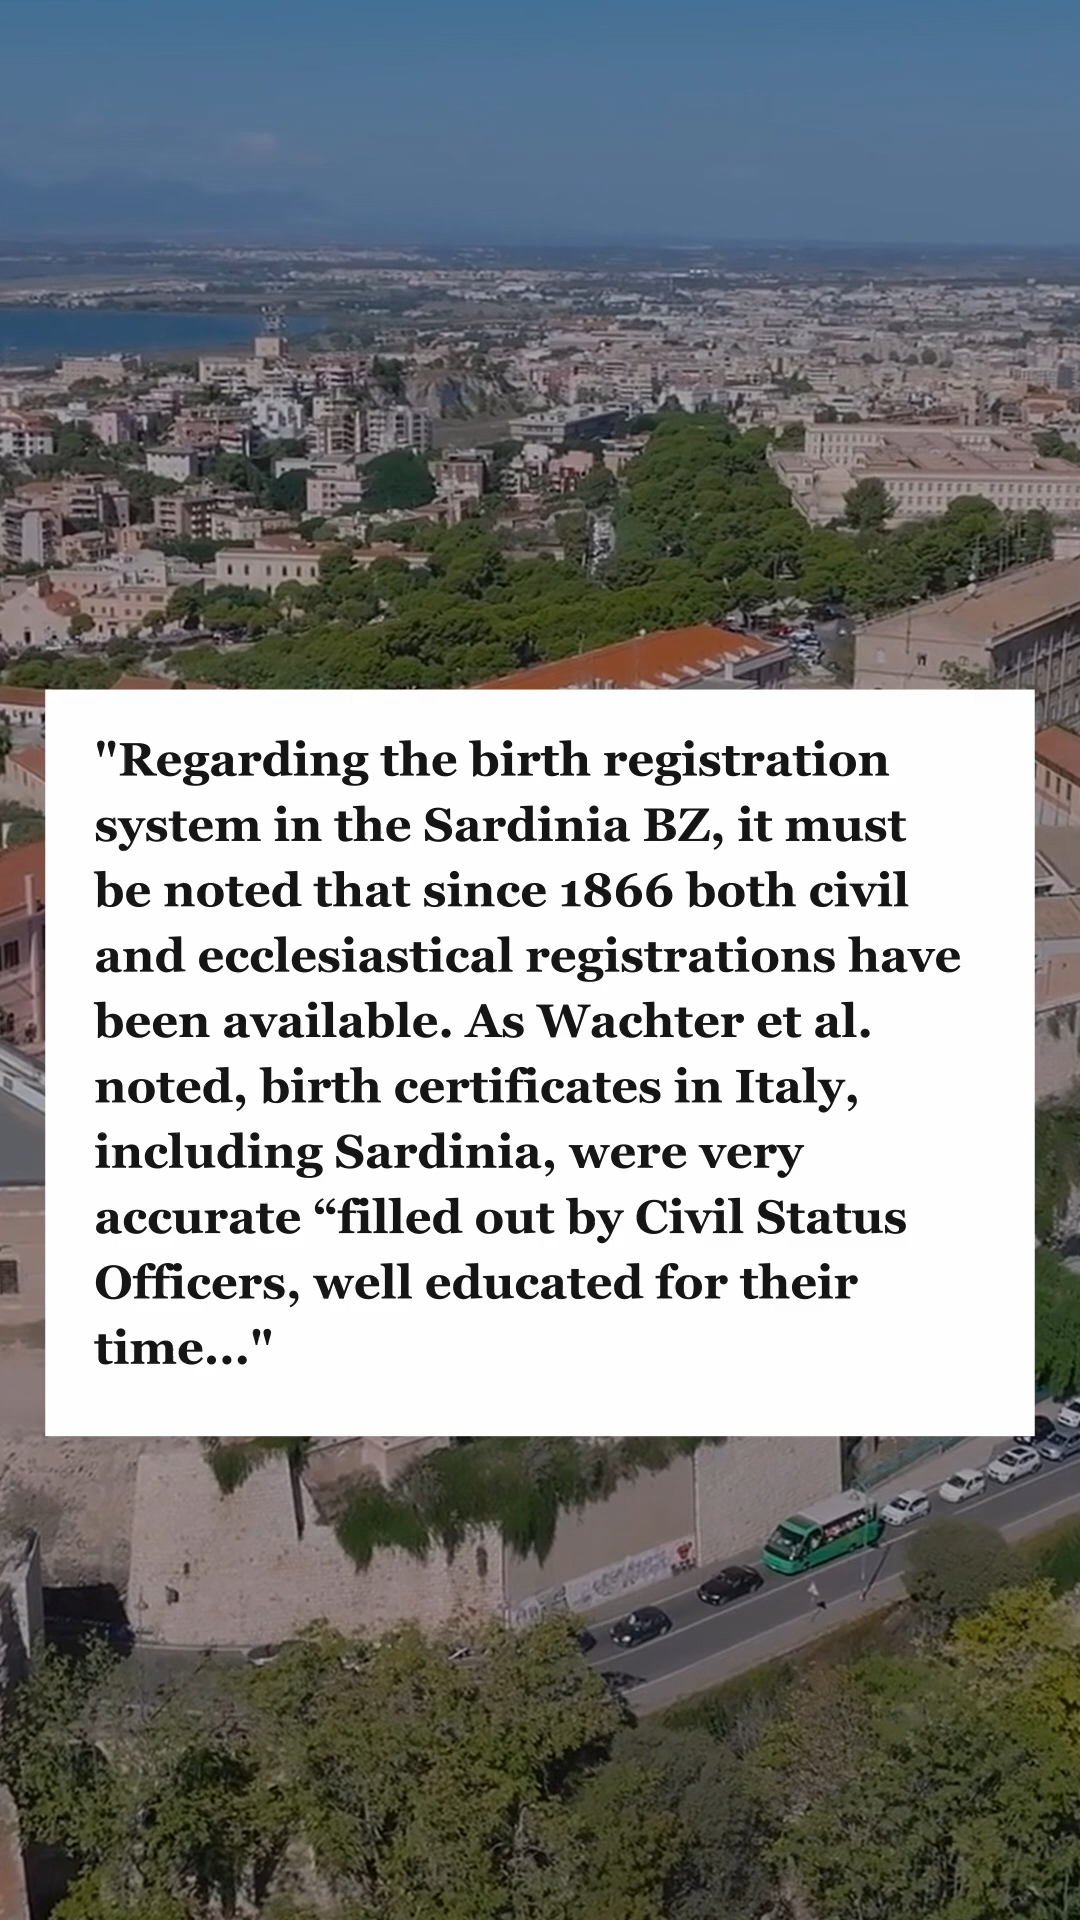 "Regarding the birth registration
system in the Sardinia BZ, it must
be noted that since 1866 both civil
and ecclesiastical registrations have
been available. As Wachter et al.
noted, birth certificates in Italy,
including Sardinia, were very
accurate “filled out by Civil Status
Officers, well educated for their
time..."